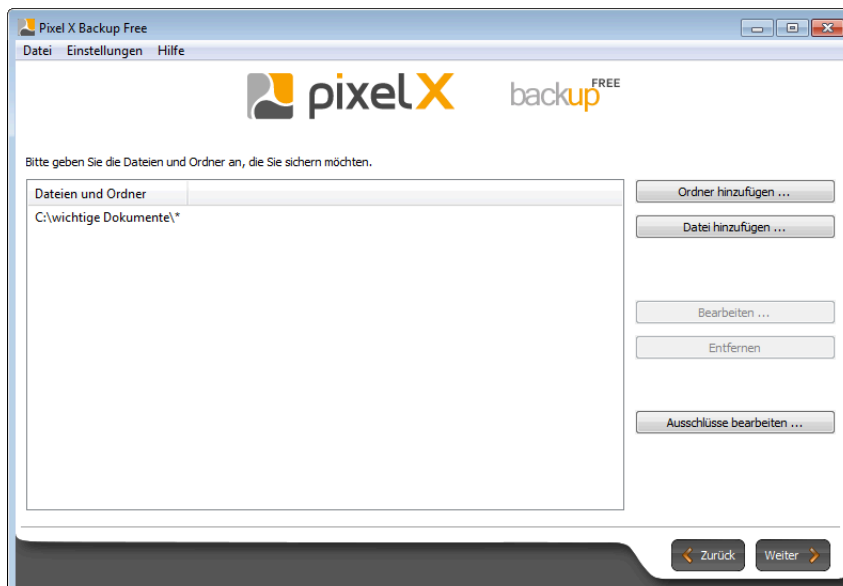 Pixel X Backup Free
Datei Einstellungen Hilfe
pixelX backup FREE
Bitte geben Sie die Dateien und Ordner an, die Sie sichern möchten.
Dateien und Ordner
C:\wichtige Dokumente\*
Ordner hinzufügen ...
Datei hinzufügen ...
Bearbeiten ...
Entfernen
Ausschlüsse bearbeiten ...
Zurück Weiter